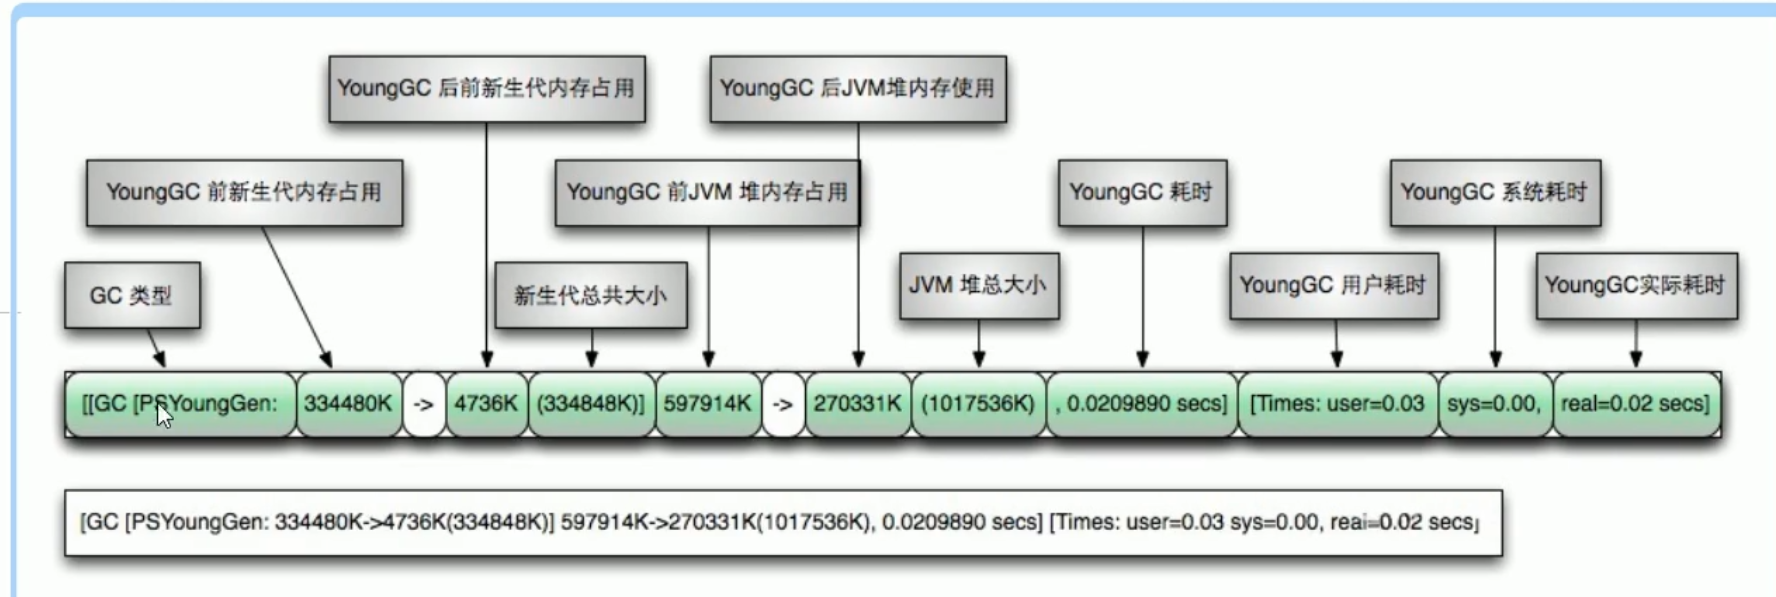 YoungGC 后前新生代内存占用
YoungGC 后JVM堆内存使用
YoungGC 前新生代内存占用
YoungGC 前JVM 堆内存占用
YoungGC 耗时
YoungGC 系统耗时
GC 类型
新生代总共大小
JVM 堆总大小
YoungGC 用户耗时
YoungGC实际耗时
[[GC [PSYoungGen: 334480K -> 4736K (334848K)] 597914K -> 270331K (1017536K) , 0.0209890 secs] [Times: user=0.03 sys=0.00, real=0.02 secs]
[GC [PSYoungGen: 334480K->4736K(334848K)] 597914K->270331K(1017536K), 0.0209890 secs] [Times: user=0.03 sys=0.00, real=0.02 secs]